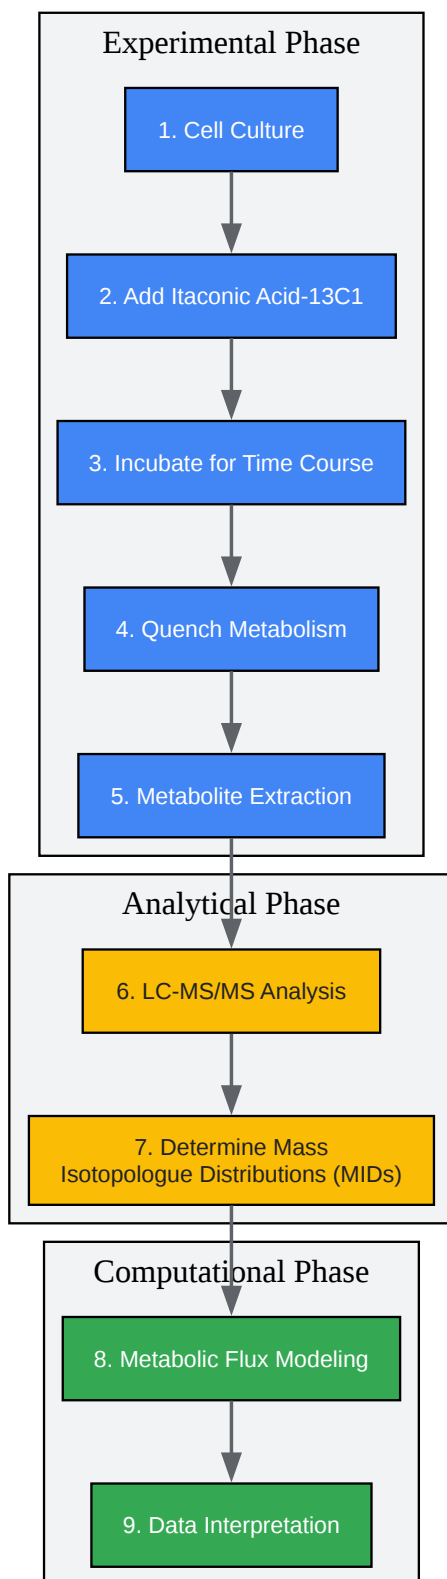 Experimental Phase
1. Cell Culture
2. Add Itaconic Acid-13C1
3. Incubate for Time Course
4. Quench Metabolism
5. Metabolite Extraction
Analytical Phase
6. LC-MS/MS Analysis
7. Determine Mass
Isotopologue Distributions (MIDs)
Computational Phase
8. Metabolic Flux Modeling
9. Data Interpretation